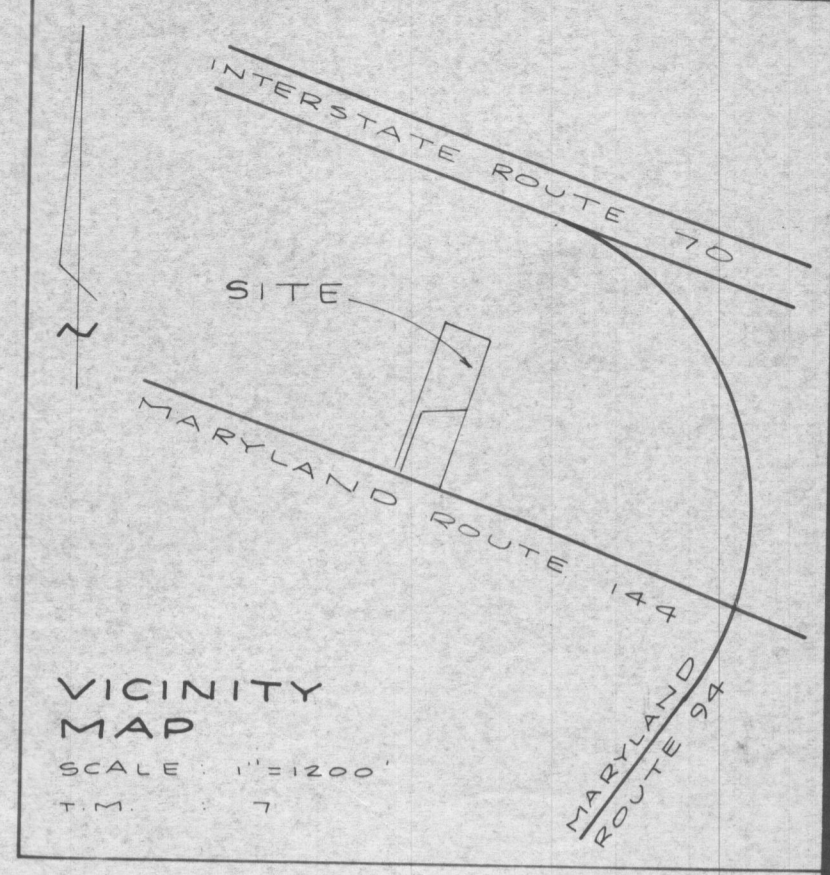 INTERSTATE ROUTE 70
SITE
N
MARYLAND ROUTE 144
MARYLAND
ROUTE 94
VICINITY
MAP
SCALE : 1"=1200'
T.M. : 7